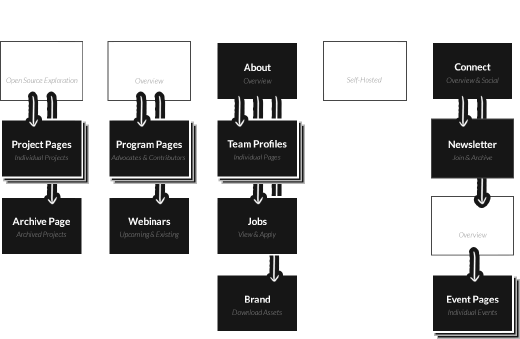 Open Source Exploration
Project Pages
Individual Projects
Archive Page
Archived Projects
Overview
Program Pages
Advocates & Contributors
Webinars
Upcoming & Existing
About
Overview
Team Profiles
Individual Pages
Jobs
View & Apply
Brand
Download Assets
Self-Hosted
Connect
Overview & Social
Newsletter
Join & Archive
Overview
Event Pages
Individual Events